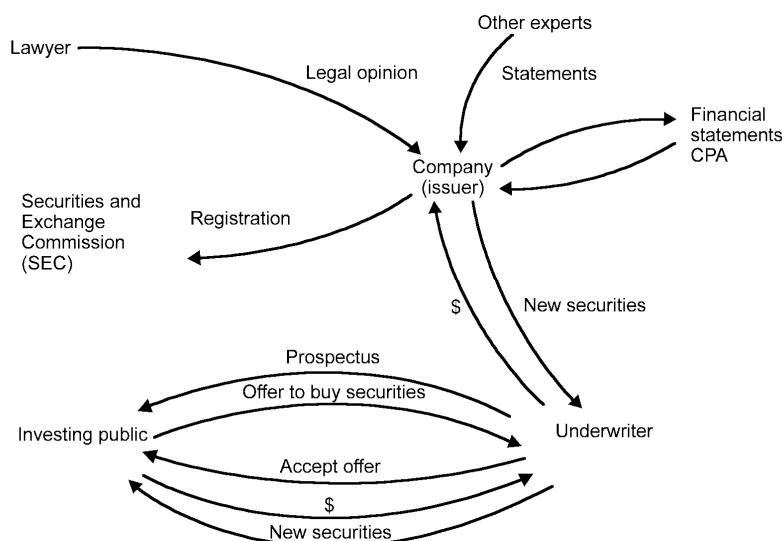 Other experts
Lawyer
Legal opinion
Statements
Financial
statements
CPA
Company
(issuer)
Securities and
Exchange
Commission
(SEC)
Registration
$
New securities
Prospectus
Offer to buy securities
Investing public
Underwriter
Accept offer
$
New securities